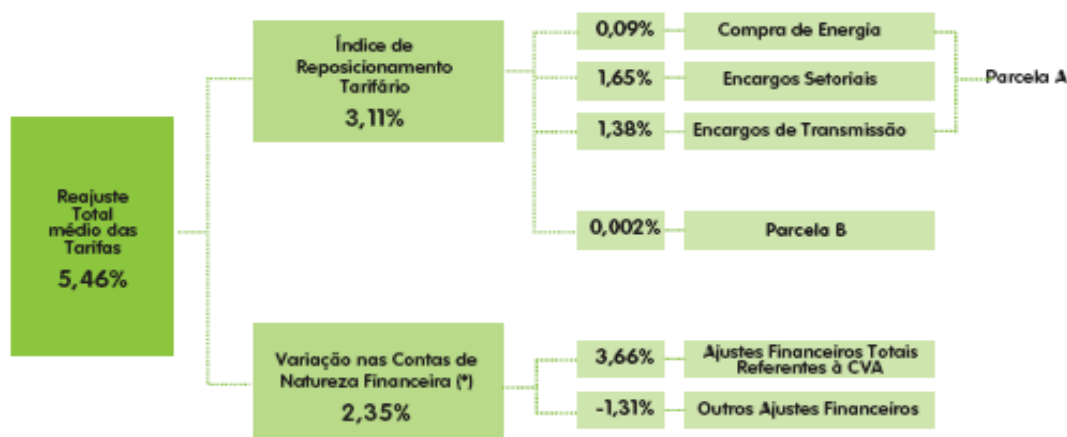 Reajuste
Total
médio das
Tarifas
5,46%
Índice de
Reposicionamento
Tarifário
3,11%
0,09%
Compra de Energia
1,65%
Encargos Setoriais
1,38%
Encargos de Transmissão
Parcela A
0,002%
Parcela B
Variação nas Contas de
Natureza Financeira (*)
2,35%
3,66%
Ajustes Financeiros Totais
Referentes à CVA
-1,31%
Outros Ajustes Financeiros